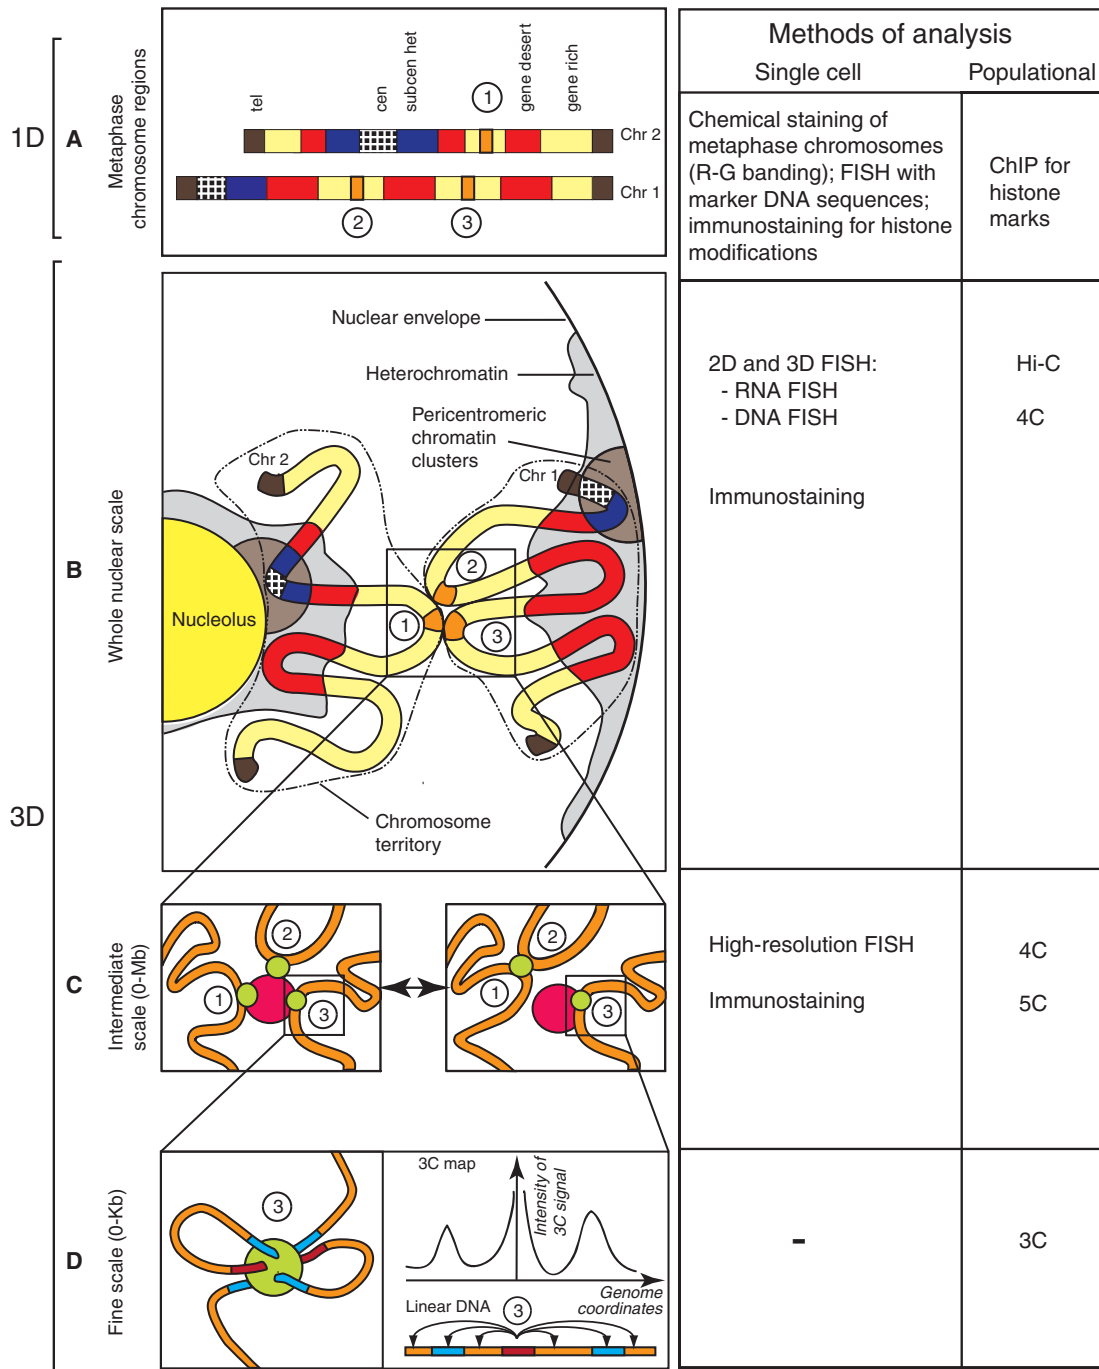 Methods of analysis
Single cell
Populational
1D
A
Metaphase
chromosome regions
tel
cen
subcen het
1
gene desert
gene rich
Chr 2
Chr 1
2
3
Chemical staining of
metaphase chromosomes
(R-G banding); FISH with
marker DNA sequences;
immunostaining for histone
modifications
ChIP for
histone
marks
3D
B
Whole nuclear scale
Nuclear envelope
Heterochromatin
Pericentromeric
chromatin
clusters
Chr 2
Chr 1
Nucleolus
1
2
3
Chromosome
territory
2D and 3D FISH:
- RNA FISH
- DNA FISH
Immunostaining
Hi-C
4C
C
Intermediate
scale (0-Mb)
2
1
3
2
1
3
High-resolution FISH
Immunostaining
4C
5C
D
Fine scale (0-Kb)
3
3C map
Intensity of
3C signal
Genome
coordinates
Linear DNA
3
-
3C